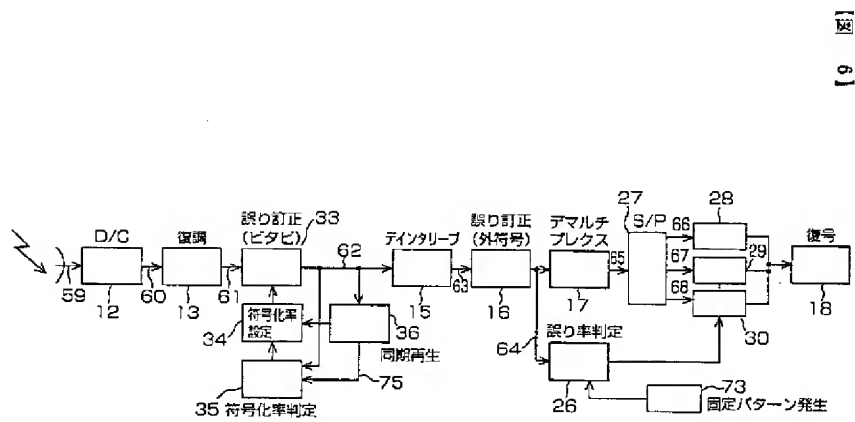 【図 6】
D/C
59
12
60
復調
13
61
誤り訂正
(ビタビ)
33
62
符号化率
設定
34
35
符号化率判定
36
同期再生
75
デインタリーブ
15
63
誤り訂正
(外符号)
16
64
デマルチ
プレクス
17
65
27
S/P
66
67
68
28
29
30
誤り率判定
26
73
固定パターン発生
復号
18